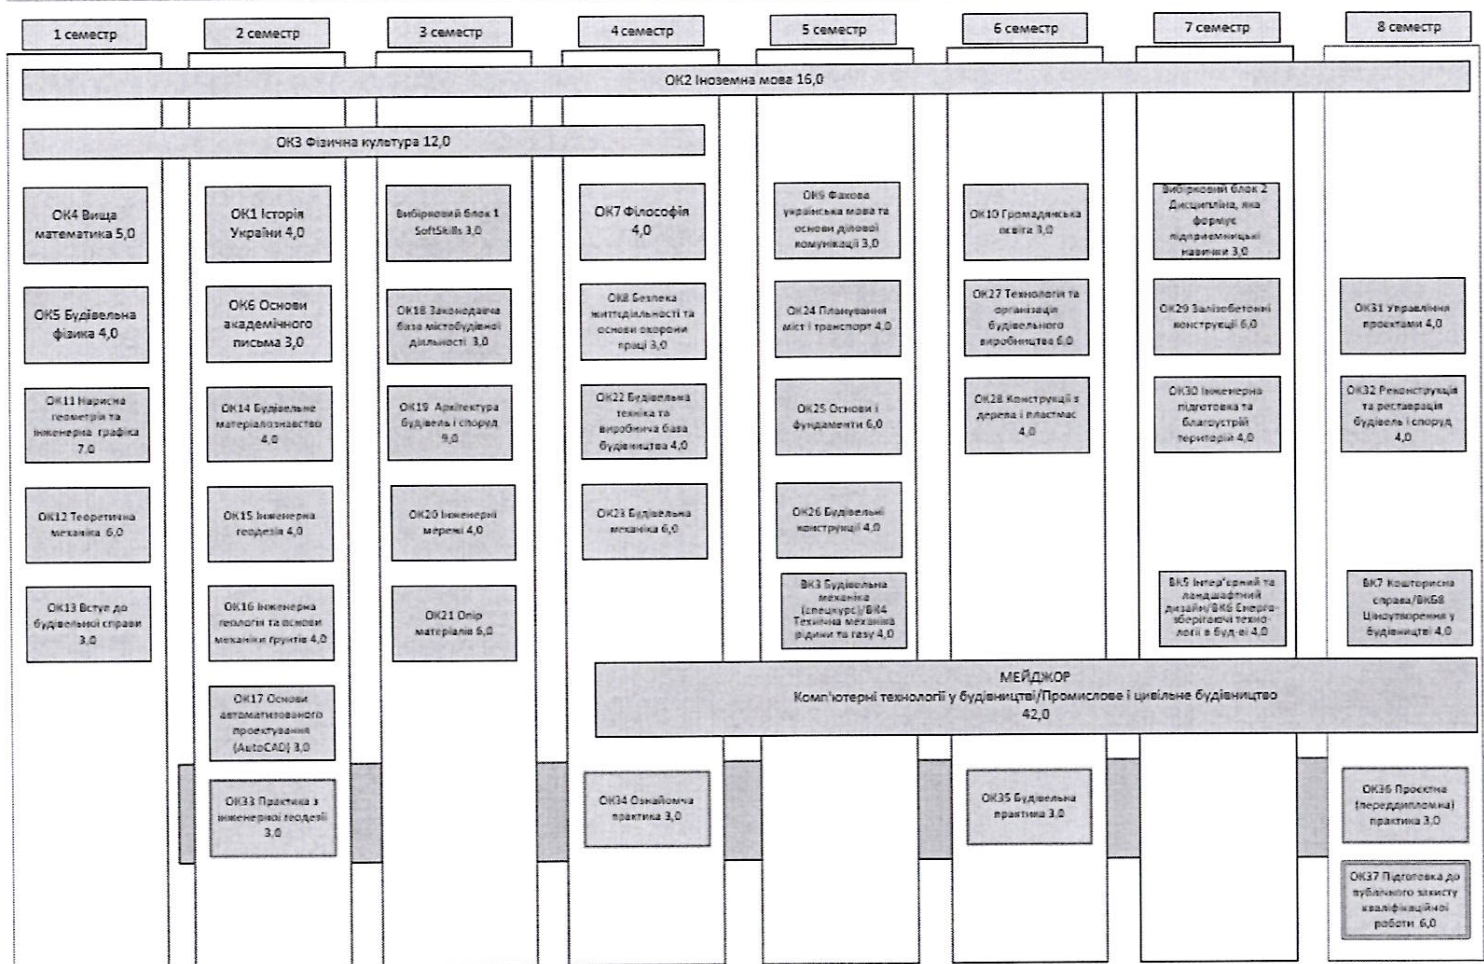 1 семестр
2 семестр
3 семестр
4 семестр
5 семестр
6 семестр
7 семестр
8 семестр
ОК2 Іноземна мова 16,0
ОК3 Фізична культура 12,0
ОК4 Вища
математика 5,0
ОК1 Історія
України 4,0
Вибірковий блок 1
SoftSkills 3,0
ОК7 Філософія
4,0
ОК9 Фахова
українська мова та
основи ділової
комунікації 3,0
ОК10 Громадянська
освіта 3,0
Вибірковий блок 2
Дисципліна, яка
формує
підприємницькі
навички 3,0
ОК5 Будівельна
фізика 4,0
ОК6 Основи
академічного
письма 3,0
ОК18 Законодавча
база містобудівної
діяльності 3,0
ОК8 Безпека
життєдіяльності та
основи охорони
праці 3,0
ОК24 Планування
міст і транспорт 4,0
ОК27 Технологія та
організація
будівельного
виробництва 6,0
ОК29 Залізобетонні
конструкції 6,0
ОК31 Управління
проектами 4,0
ОК11 Нарисна
геометрія та
інженерна графіка
7,0
ОК14 Будівельне
матеріалознавство
4,0
ОК19 Архітектура
будівель і споруд
9,0
ОК22 Будівельна
техніка та
виробнича база
будівництва 4,0
ОК25 Основи і
фундаменти 6,0
ОК28 Конструкції з
дерева і пластмас
4,0
ОК30 Інженерна
підготовка та
благоустрій
територій 4,0
ОК32 Реконструкція
та реставрація
будівель і споруд
4,0
ОК12 Теоретична
механіка 6,0
ОК15 Інженерна
геодезія 4,0
ОК20 Інженерні
мережі 4,0
ОК23 Будівельна
механіка 6,0
ОК26 Будівельні
конструкції 4,0
ОК13 Вступ до
будівельної справи
3,0
ОК16 Інженерна
геологія та основи
механіки ґрунтів 4,0
ОК21 Опір
матеріалів 6,0
ВК3 Будівельна
механіка
(спецкурс)/ВК4
Технічна механіка
рідини та газу 4,0
ВК5 Інтер'єрний та
ландшафтний
дизайн/ВК6 Енерго-
зберігаючі техно-
логії в буд-ві 4,0
ВК7 Кошторисна
справа/ВКБ8
Ціноутворення у
будівництві 4,0
МЕЙДЖОР
Комп'ютерні технології у будівництві/Промислове і цивільне будівництво
42,0
ОК17 Основи
автоматизованого
проектування
(AutoCAD) 3,0
ОК33 Практика з
інженерної геодезії
3,0
ОК34 Ознайомча
практика 3,0
ОК35 Будівельна
практика 3,0
ОК36 Проєктна
(переддипломна)
практика 3,0
ОК37 Підготовка до
публічного захисту
кваліфікаційної
роботи 6,0